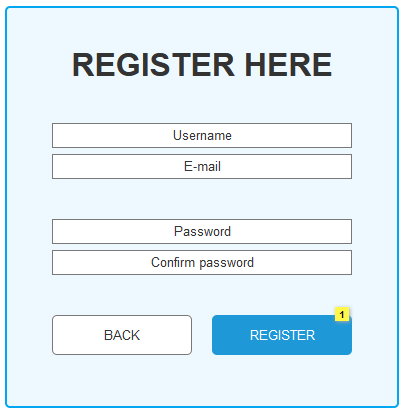 REGISTER HERE
Username
E-mail
Password
Confirm password
BACK
REGISTER
1